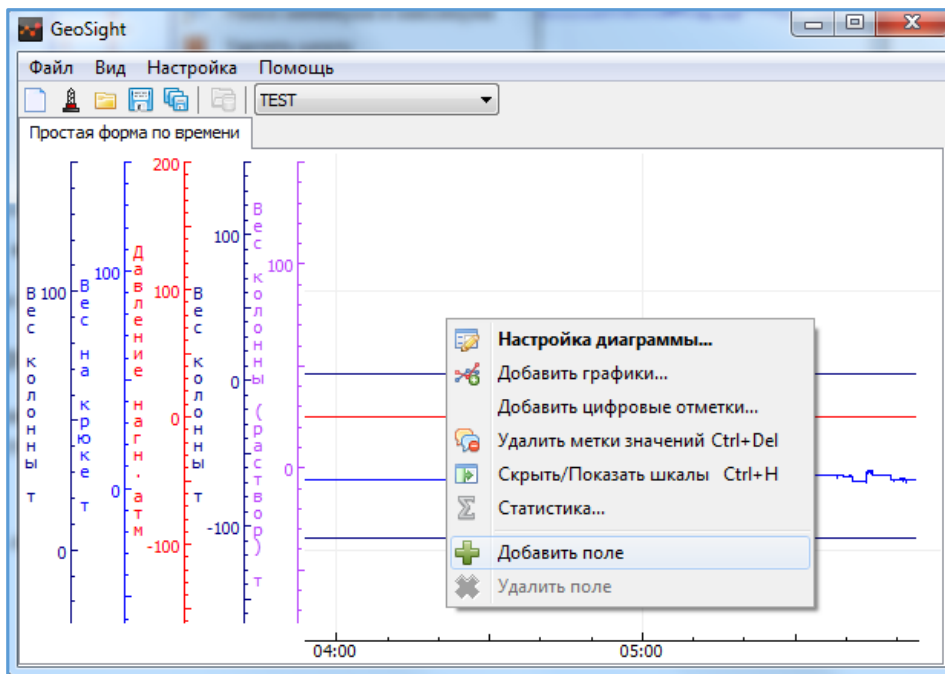 GeoSight
Файл Вид Настройка Помощь
TEST
Простая форма по времени
Вес колонны т
100
0
Вес на крюке т
100
0
Давление нагн. атм
200
100
0
-100
Вес колонны т
100
0
-100
Вес колонны (раствор) т
100
0
Настройка диаграммы...
Добавить графики...
Добавить цифровые отметки...
Удалить метки значений Ctrl+Del
Скрыть/Показать шкалы Ctrl+H
Статистика...
Добавить поле
Удалить поле
04:00 05:00